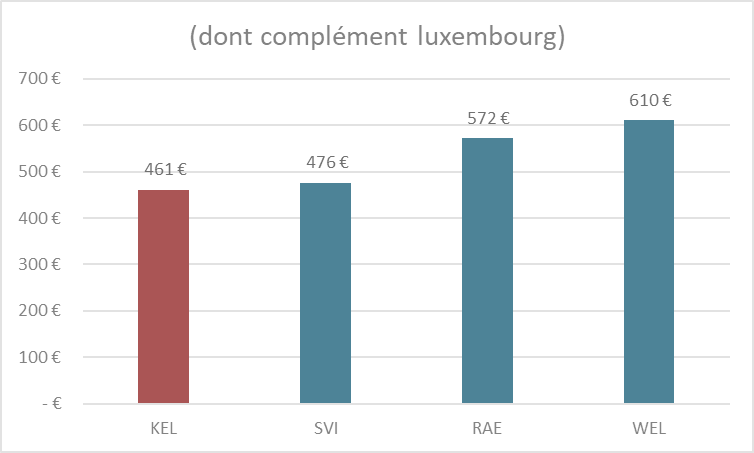 (dont complément luxembourg)
700 €
600 €
500 €
400 €
300 €
200 €
100 €
- €
461 €
476 €
572 €
610 €
KEL
SVI
RAE
WEL